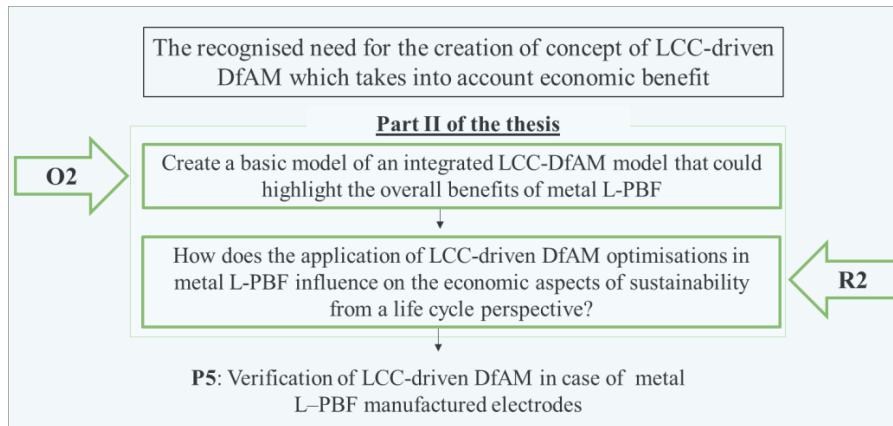 The recognised need for the creation of concept of LCC-driven
DfAM which takes into account economic benefit
Part II of the thesis
O2
Create a basic model of an integrated LCC-DfAM model that could
highlight the overall benefits of metal L-PBF
How does the application of LCC-driven DfAM optimisations in
metal L-PBF influence on the economic aspects of sustainability
from a life cycle perspective?
R2
P5: Verification of LCC-driven DfAM in case of metal
L–PBF manufactured electrodes